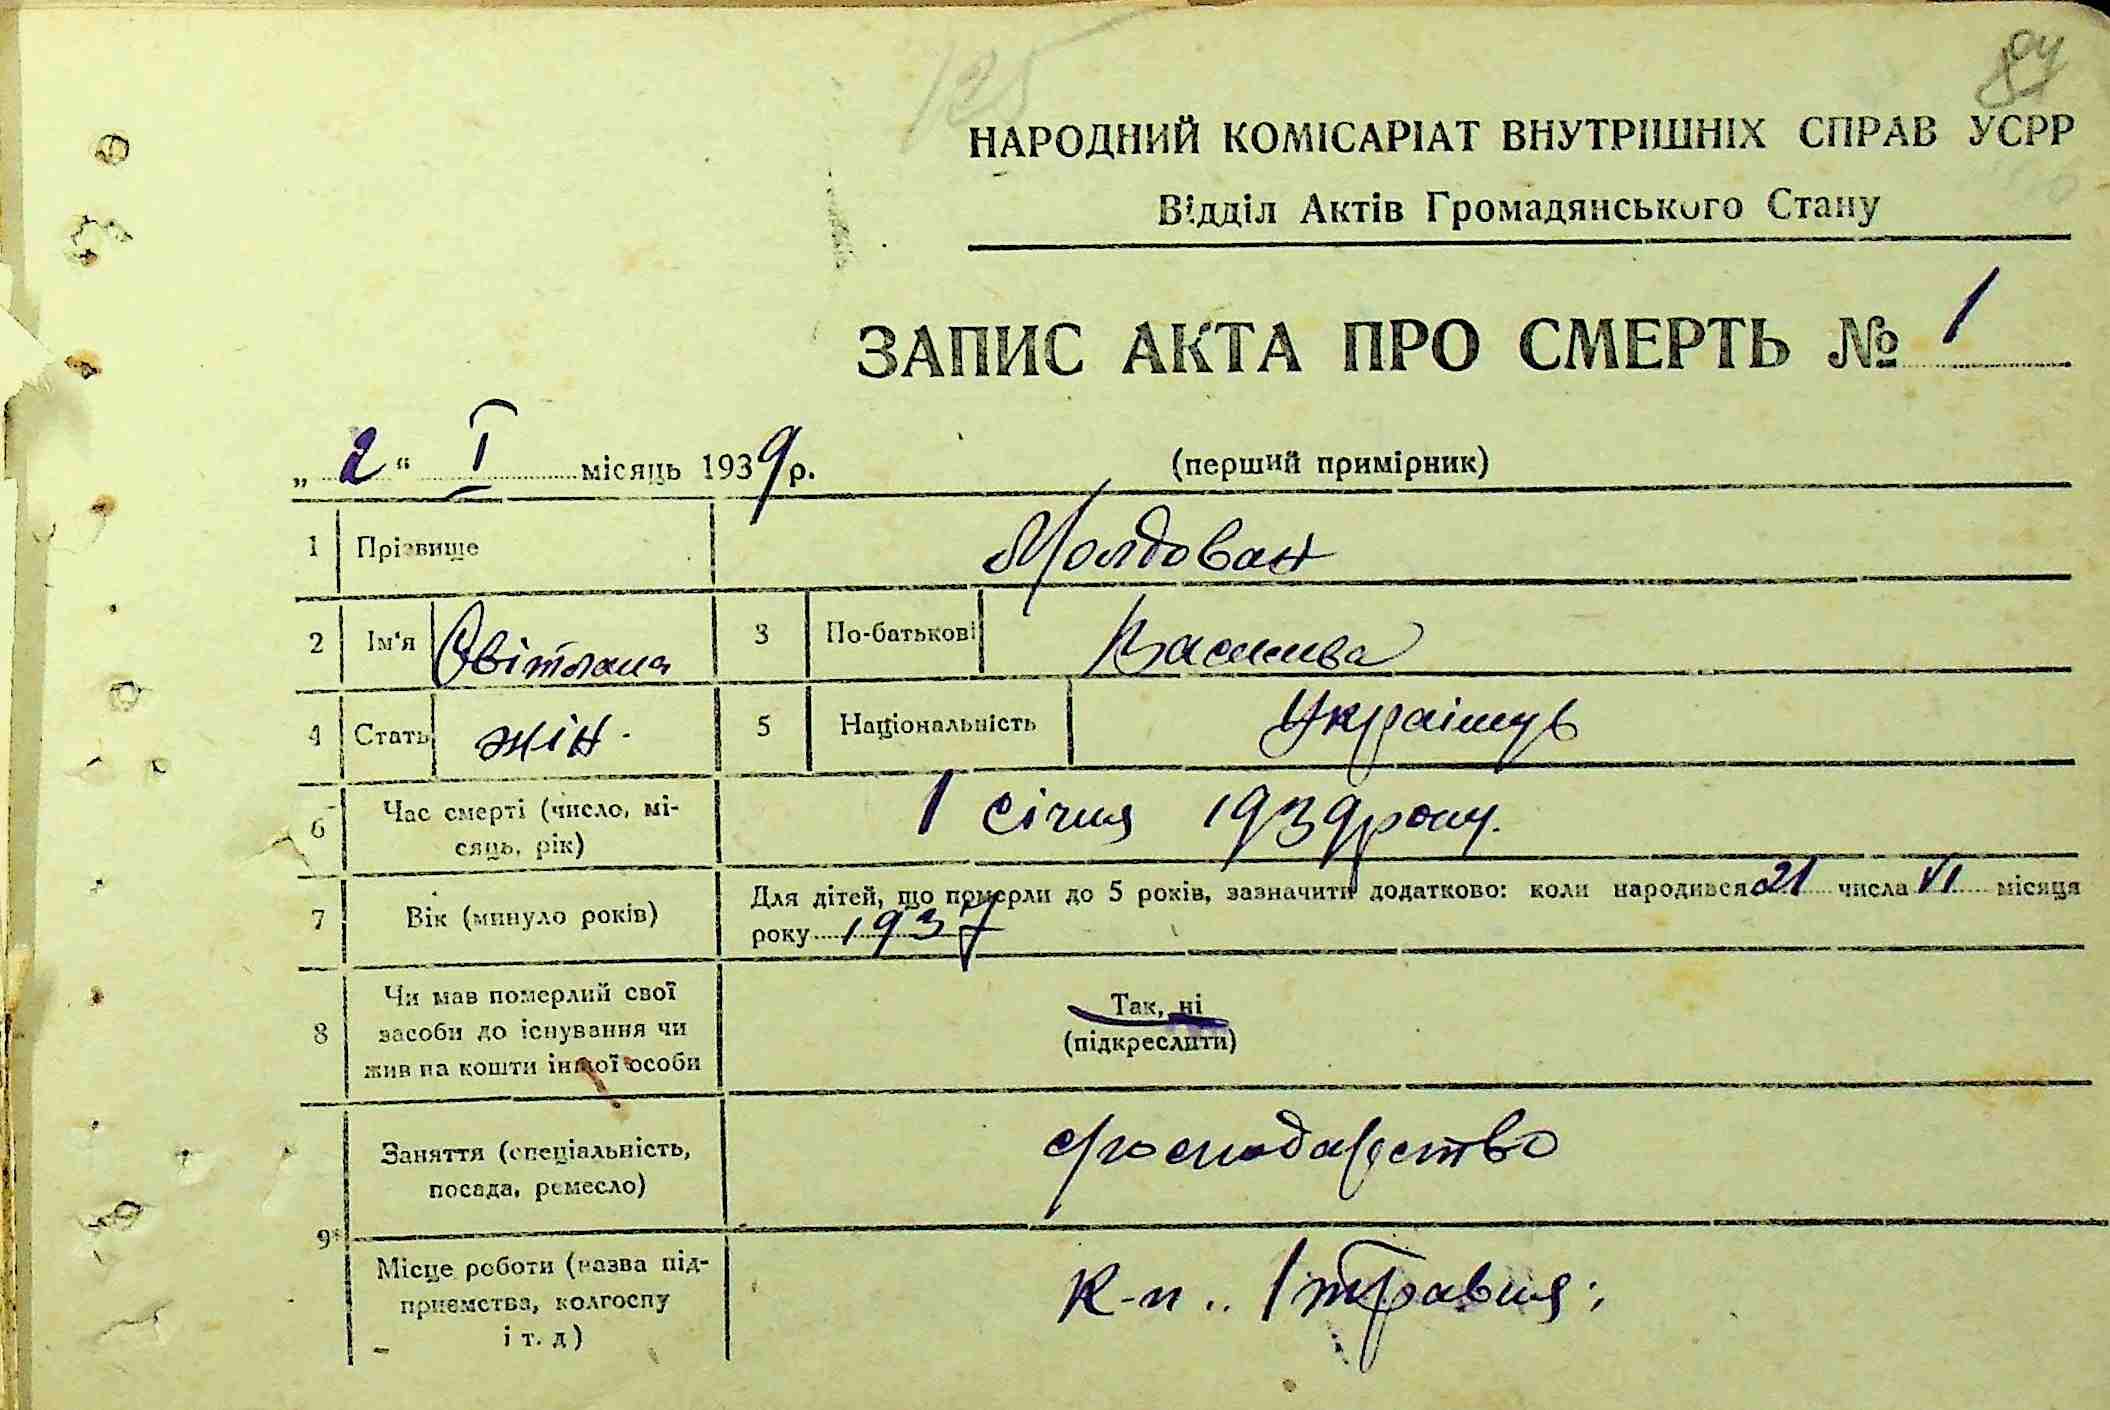 125
84
НАРОДНИЙ КОМІСАРІАТ ВНУТРІШНІХ СПРАВ УСРР
Відділ Актів Громадянського Стану
ЗАПИС АКТА ПРО СМЕРТЬ № 1
„ 2 “ I місяць 1939 р. (перший примірник)
1 Прізвище Молдован
2 Ім'я Світлана 3 По-батькові Василива
4 Стать жін. 5 Національність
6 Час смерті (число, мі-
сяць, рік) 1 січня 1939 року.
7 Вік (минуло років) Для дітей, що померли до 5 років, зазначити додатково: коли народився 21 числа VI місяця
року 1937
8 Чи мав померлий свої
засоби до існування чи
жив на кошти іншої особи
Так, ні
(підкреслити)
9*
Заняття (спеціальність,
посада, ремесло) господарство
Місце роботи (назва під-
приємства, колгоспу
і т. д) к-п „ 1 травня;